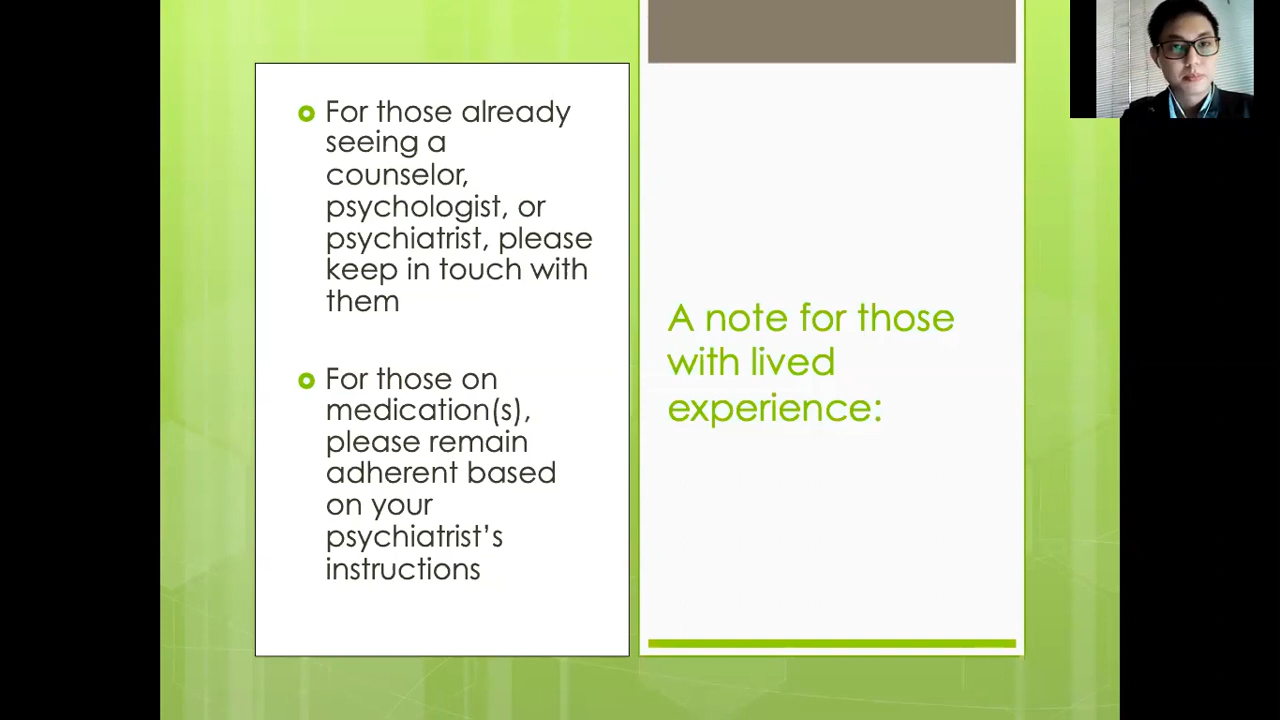 For those already
seeing a
counselor,
psychologist, or
psychiatrist, please
keep in touch with
them
For those on
medication(s),
please remain
adherent based
on your
psychiatrist’s
instructions
A note for those
with lived
experience: